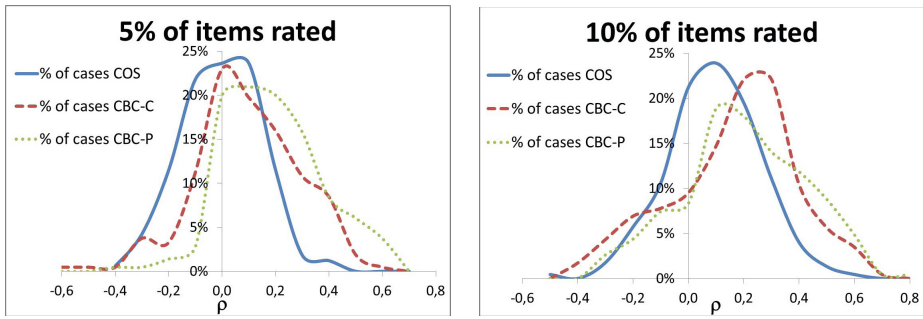 5% of items rated
25%
% of cases COS
20%
% of cases CBC-C
15%
% of cases CBC-P
10%
5%
0%
-0,6 -0,4 -0,2 0,0 0,2 0,4 0,6 0,8
ρ
10% of items rated
25%
% of cases COS
20%
% of cases CBC-C
15%
% of cases CBC-P
10%
5%
0%
-0,6 -0,4 -0,2 0,0 0,2 0,4 0,6 0,8
ρ